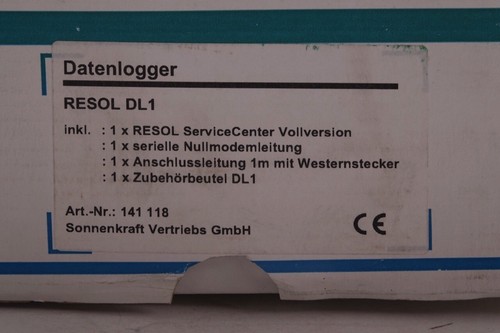 Datenlogger
RESOL DL1
inkl. : 1 x RESOL ServiceCenter Vollversion
: 1 x serielle Nullmodemleitung
: 1 x Anschlussleitung 1m mit Westernstecker
: 1 x Zubehörbeutel DL1
Art.-Nr.: 141 118
Sonnenkraft Vertriebs GmbH
CE